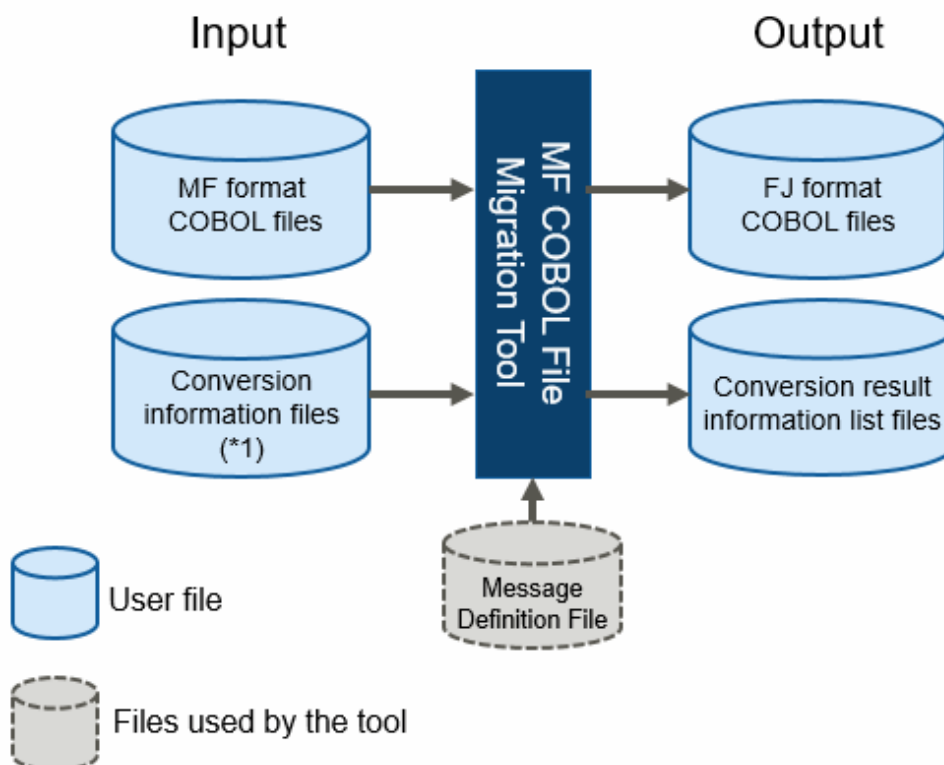 Input
Output
MF format
COBOL files
MF COBOL File
Migration Tool
FJ format
COBOL files
Conversion
information files
(*1)
Conversion result
information list files
Message
Definition File
User file
Files used by the tool